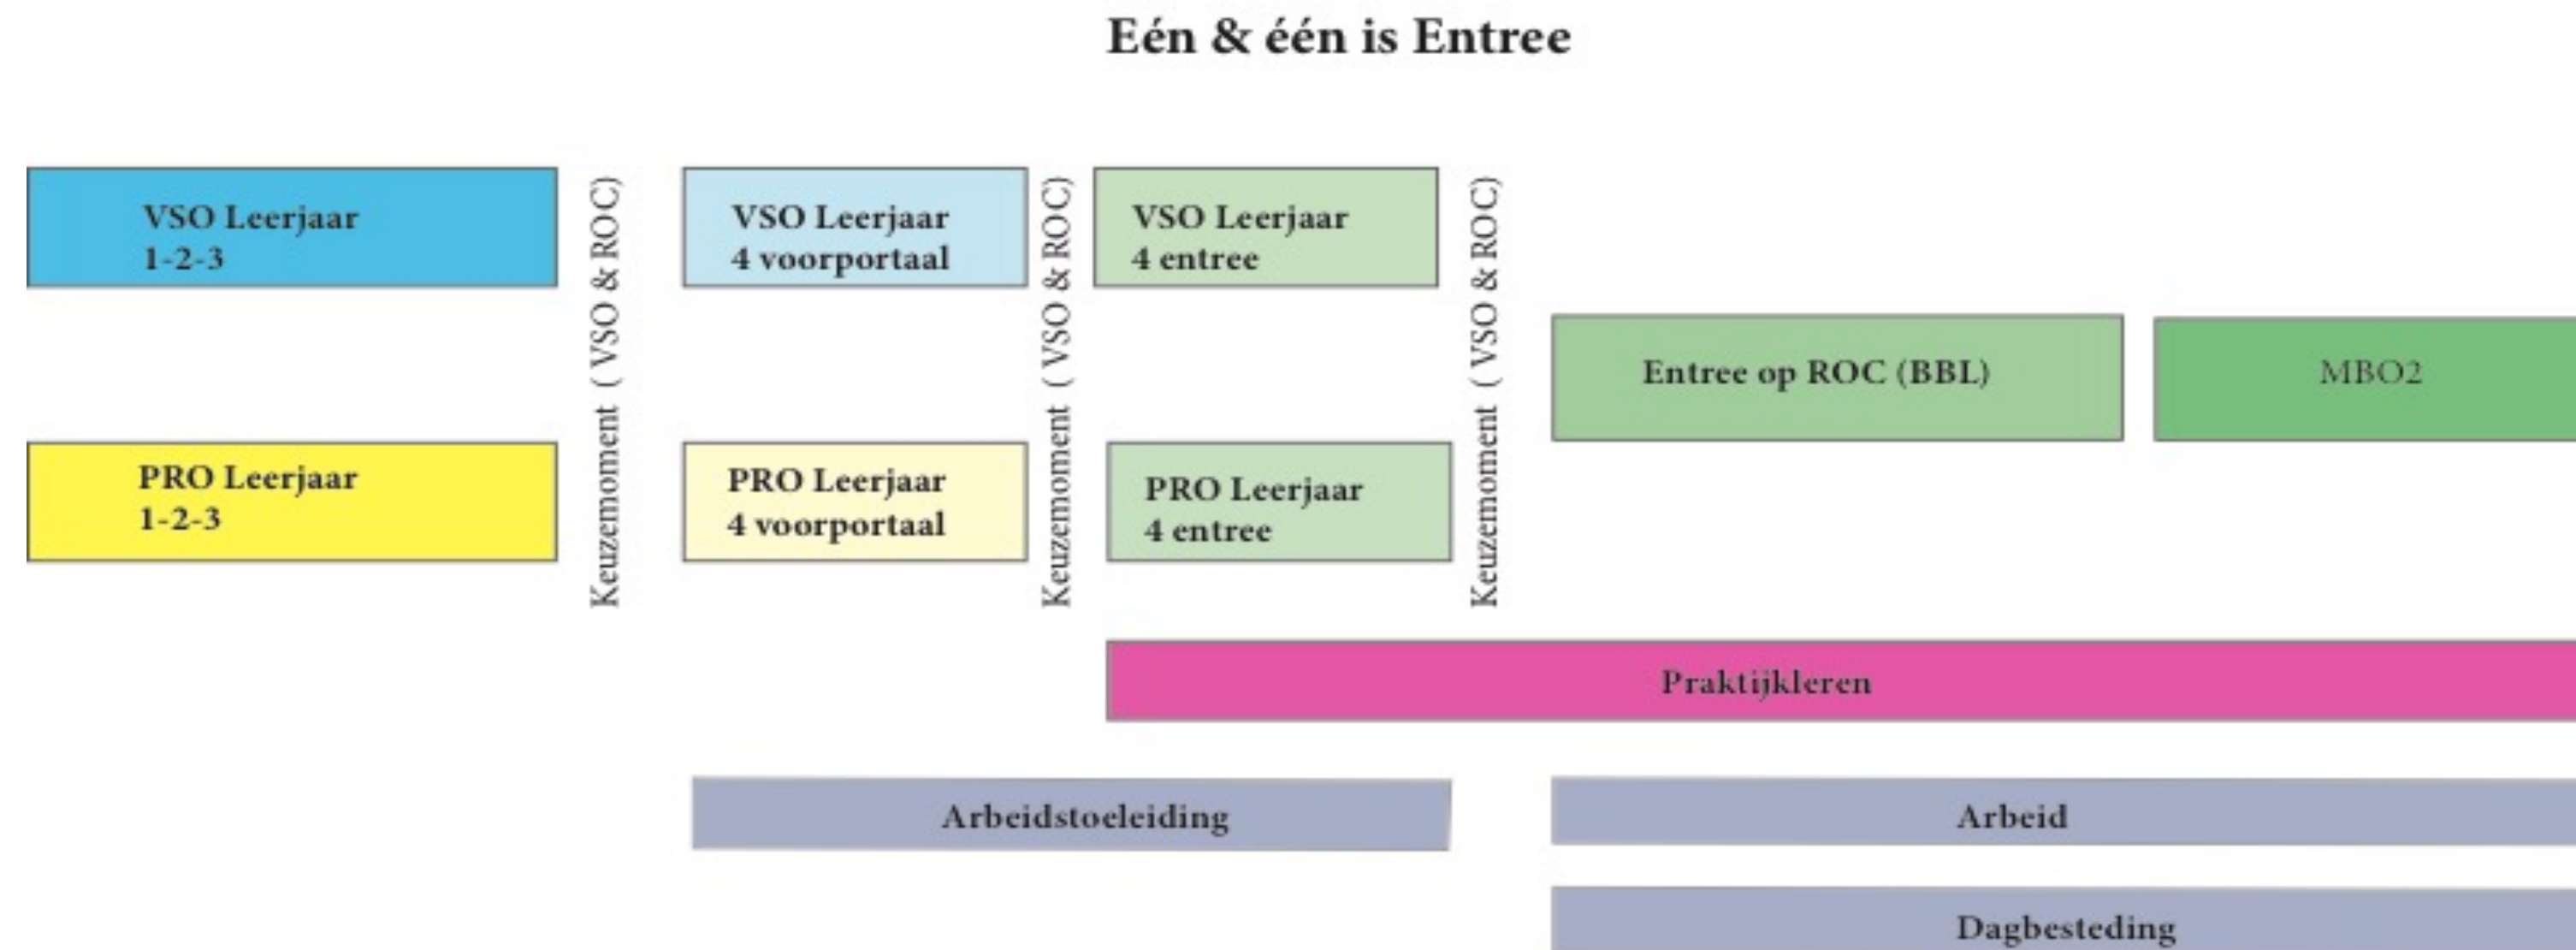 Eén & één is Entree
VSO Leerjaar
1-2-3
Keuzemoment ( VSO & ROC)
VSO Leerjaar
4 voorportaal
Keuzemoment ( VSO & ROC)
VSO Leerjaar
4 entree
Keuzemoment ( VSO & ROC)
Entree op ROC (BBL)
MBO2
PRO Leerjaar
1-2-3
PRO Leerjaar
4 voorportaal
PRO Leerjaar
4 entree
Praktijkleren
Arbeidstoeleiding
Arbeid
Dagbesteding